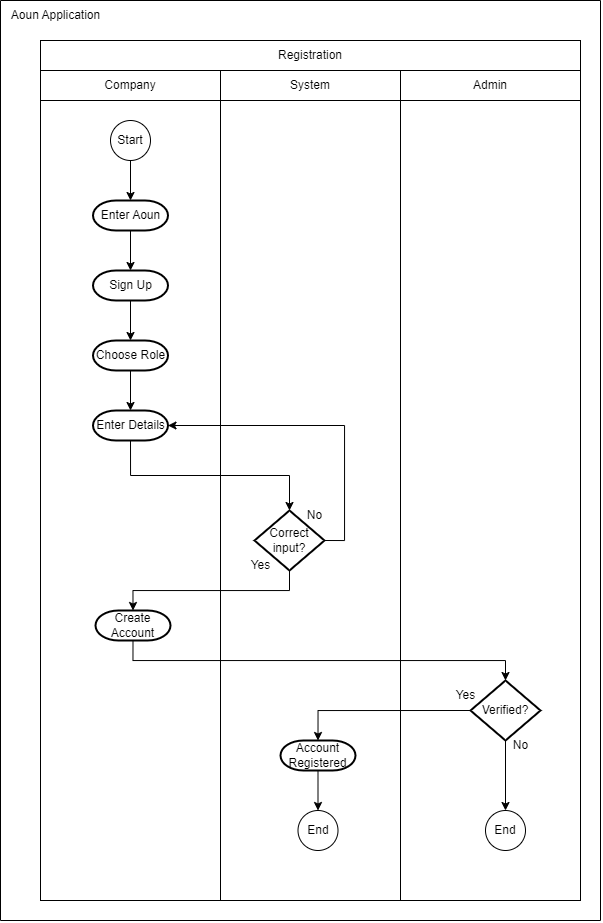 Aoun Application
Registration
Company
System
Admin
Start
Enter Aoun
Sign Up
Choose Role
Enter Details
No
Correct
input?
Yes
Create
Account
Yes
Verified?
No
Account
Registered
End
End